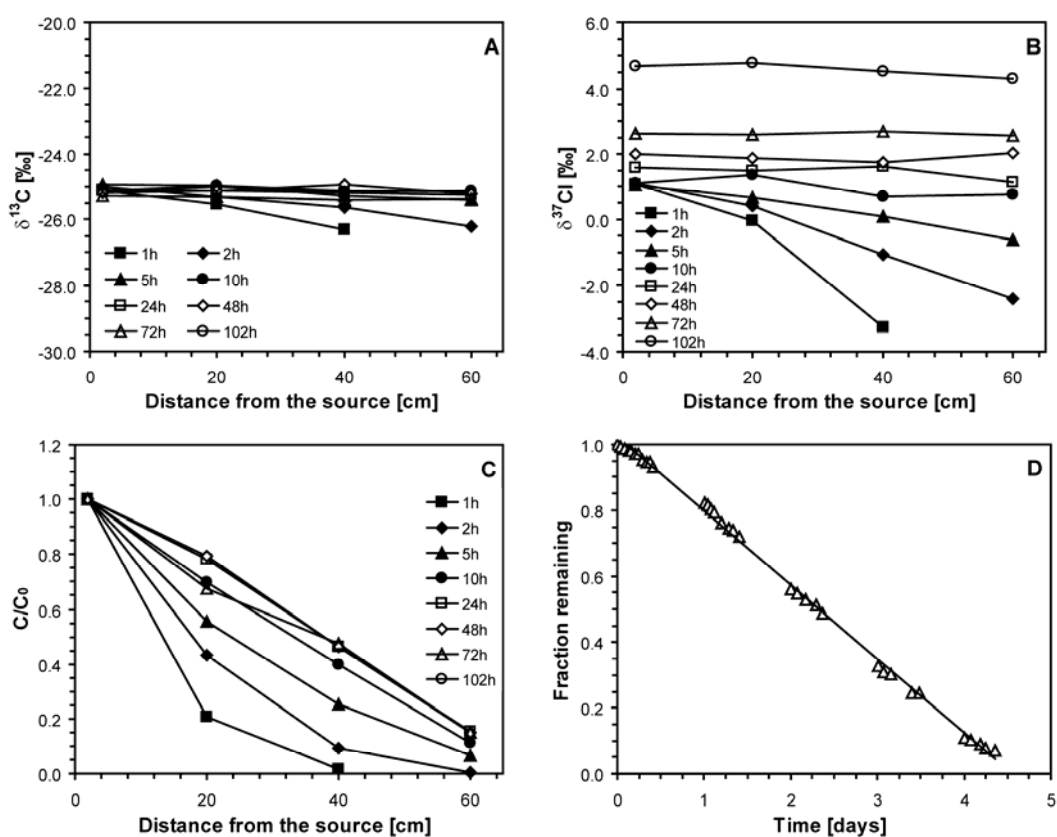 A
δ13C [‰]
-20.0
-22.0
-24.0
-26.0
-28.0
-30.0
1h 2h
5h 10h
24h 48h
72h 102h
0 20 40 60
Distance from the source [cm]
B
δ37Cl [‰]
6.0
4.0
2.0
0.0
-2.0
-4.0
1h
2h
5h
10h
24h
48h
72h
102h
0 20 40 60
Distance from the source [cm]
C
C/C0
1.2
1.0
0.8
0.6
0.4
0.2
0.0
1h
2h
5h
10h
24h
48h
72h
102h
0 20 40 60
Distance from the source [cm]
D
Fraction remaining
1.0
0.8
0.6
0.4
0.2
0.0
0 1 2 3 4 5
Time [days]